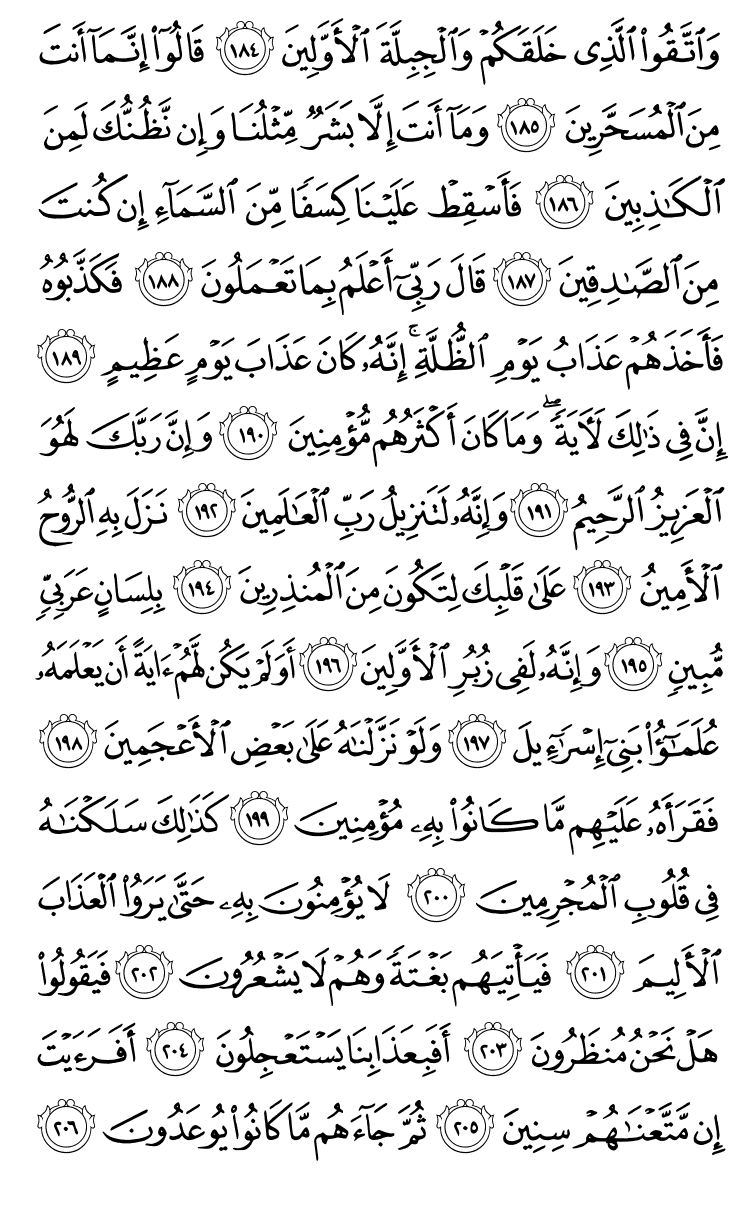 وَٱتَّقُوا۟ ٱلَّذِى خَلَقَكُمْ وَٱلْجِبِلَّةَ ٱلْأَوَّلِينَ ١٨٤ قَالُوٓا۟ إِنَّمَآ أَنتَ
مِنَ ٱلْمُسَحَّرِينَ ١٨٥ وَمَآ أَنتَ إِلَّا بَشَرٌ مِّثْلُنَا وَإِن نَّظُنُّكَ لَمِنَ
ٱلْكَـٰذِبِينَ ١٨٦ فَأَسْقِطْ عَلَيْنَا كِسَفًا مِّنَ ٱلسَّمَآءِ إِن كُنتَ
مِنَ ٱلصَّـٰدِقِينَ ١٨٧ قَالَ رَبِّىٓ أَعْلَمُ بِمَا تَعْمَلُونَ ١٨٨ فَكَذَّبُوهُ
فَأَخَذَهُمْ عَذَابُ يَوْمِ ٱلظُّلَّةِ ۚ إِنَّهُۥ كَانَ عَذَابَ يَوْمٍ عَظِيمٍ ١٨٩
إِنَّ فِى ذَٰلِكَ لَـَٔايَةً ۖ وَمَا كَانَ أَكْثَرُهُم مُّؤْمِنِينَ ١٩٠ وَإِنَّ رَبَّكَ لَهُوَ
ٱلْعَزِيزُ ٱلرَّحِيمُ ١٩١ وَإِنَّهُۥ لَتَنزِيلُ رَبِّ ٱلْعَـٰلَمِينَ ١٩٢ نَزَلَ بِهِ ٱلرُّوحُ
ٱلْأَمِينُ ١٩٣ عَلَىٰ قَلْبِكَ لِتَكُونَ مِنَ ٱلْمُنذِرِينَ ١٩٤ بِلِسَانٍ عَرَبِىٍّ
مُّبِينٍ ١٩٥ وَإِنَّهُۥ لَفِى زُبُرِ ٱلْأَوَّلِينَ ١٩٦ أَوَلَمْ يَكُن لَّهُمْ ءَايَةً أَن يَعْلَمَهُۥ
عُلَمَـٰٓؤُا۟ بَنِىٓ إِسْرَٰٓءِيلَ ١٩٧ وَلَوْ نَزَّلْنَـٰهُ عَلَىٰ بَعْضِ ٱلْأَعْجَمِينَ ١٩٨
فَقَرَأَهُۥ عَلَيْهِم مَّا كَانُوا۟ بِهِۦ مُؤْمِنِينَ ١٩٩ كَذَٰلِكَ سَلَكْنَـٰهُ
فِى قُلُوبِ ٱلْمُجْرِمِينَ ٢٠٠ لَا يُؤْمِنُونَ بِهِۦ حَتَّىٰ يَرَوُا۟ ٱلْعَذَابَ
ٱلْأَلِيمَ ٢٠١ فَيَأْتِيَهُم بَغْتَةً وَهُمْ لَا يَشْعُرُونَ ٢٠٢ فَيَقُولُوا۟
هَلْ نَحْنُ مُنظَرُونَ ٢٠٣ أَفَبِعَذَابِنَا يَسْتَعْجِلُونَ ٢٠٤ أَفَرَءَيْتَ
إِن مَّتَّعْنَـٰهُمْ سِنِينَ ٢٠٥ ثُمَّ جَآءَهُم مَّا كَانُوا۟ يُوعَدُونَ ٢٠٦